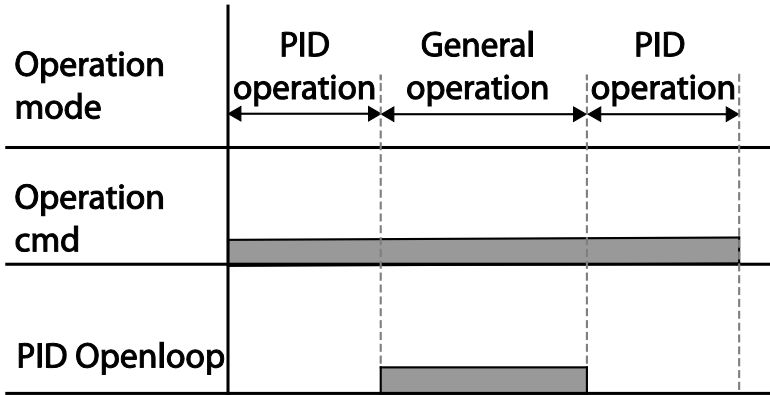 PID
operation
General
operation
PID
operation
Operation
mode
Operation
cmd
PID Openloop